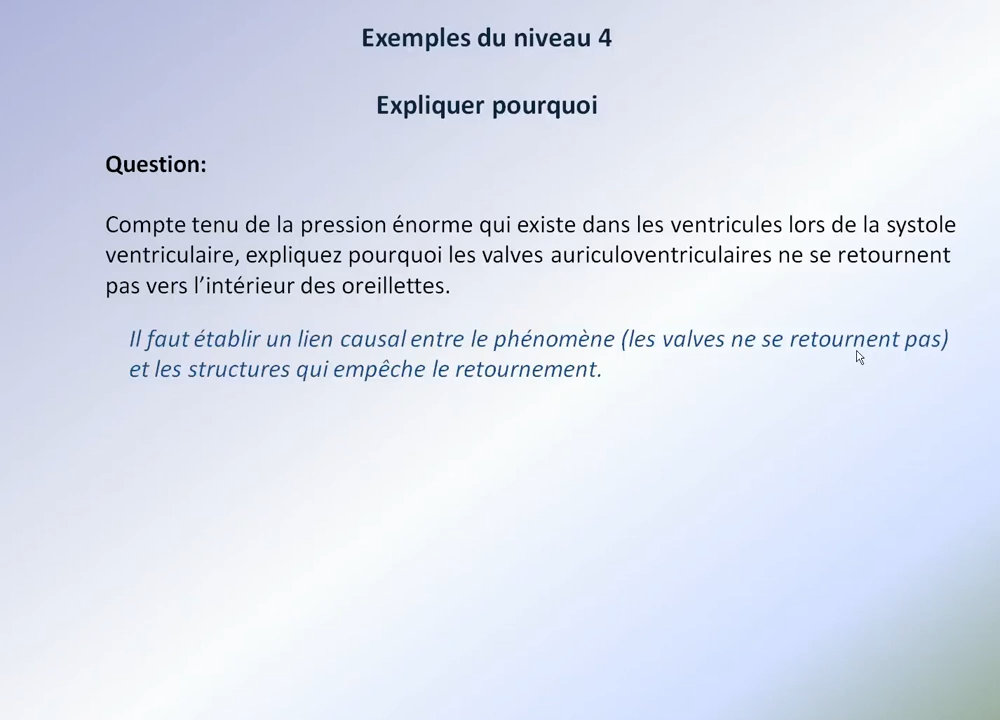 Exemples du niveau 4
Expliquer pourquoi
Question:
Compte tenu de la pression énorme qui existe dans les ventricules lors de la systole
ventriculaire, expliquez pourquoi les valves auriculoventriculaires ne se retournent
pas vers l’intérieur des oreillettes.
Il faut établir un lien causal entre le phénomène (les valves ne se retournent pas)
et les structures qui empêche le retournement.